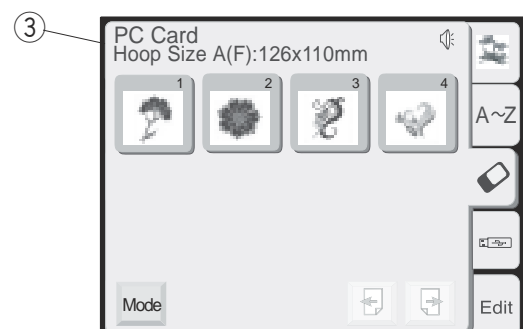 ③
PC Card
Hoop Size A(F):126x110mm
1 2 3 4
A~Z
Mode
Edit